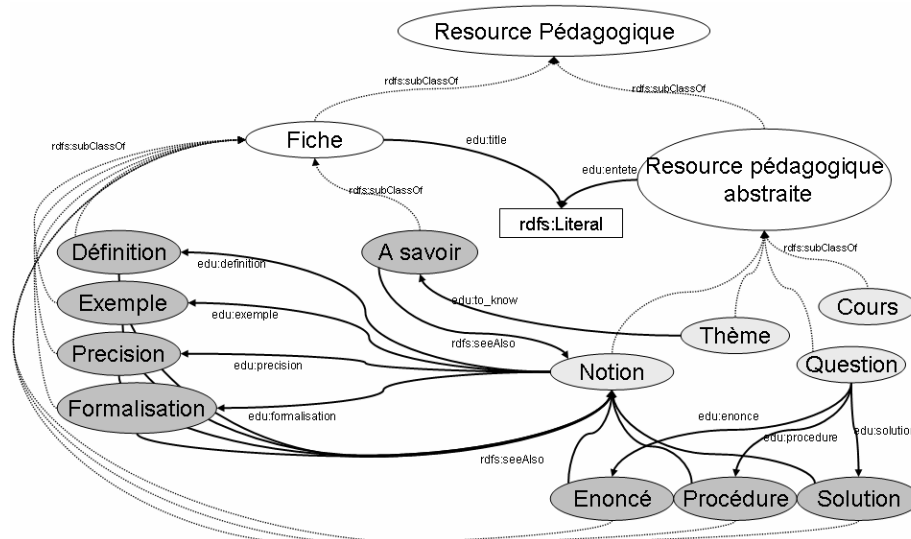 Resource Pédagogique
rdfs:subClassOf
rdfs:subClassOf
rdfs:subClassOf
Fiche
edu:title
edu:entete
Resource pédagogique
abstraite
rdfs:subClassOf
rdfs:Literal
Définition
A savoir
rdfs:subClassOf
edu:definition
Exemple
edu:to_know
Cours
edu:exemple
Thème
Precision
rdfs:seeAlso
edu:precision
Notion
Question
Formalisation
edu:formalisation
edu:enonce
edu:procedure
edu:solution
rdfs:seeAlso
Enoncé
Procédure
Solution